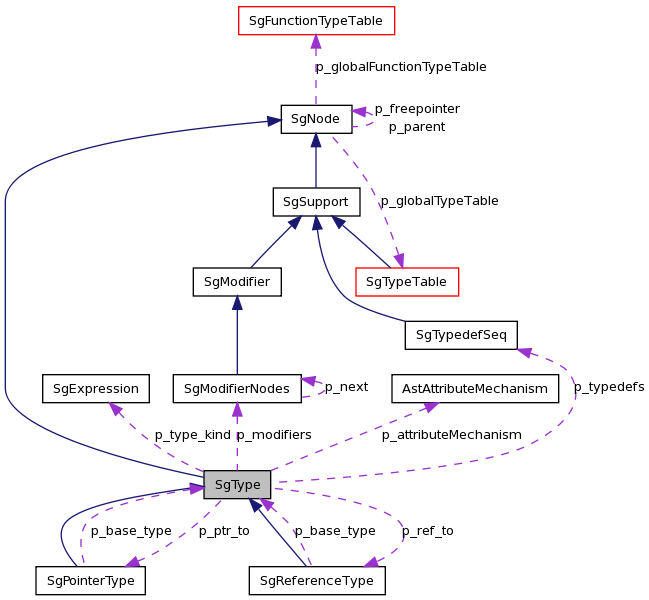 SgFunctionTypeTable
p_globalFunctionTypeTable
SgNode
p_freepointer
p_parent
SgSupport
p_globalTypeTable
SgModifier
SgTypeTable
SgTypedefSeq
SgExpression
SgModifierNodes
p_next
AstAttributeMechanism
p_typedefs
p_type_kind
p_modifiers
p_attributeMechanism
SgType
p_base_type
p_ptr_to
p_base_type
p_ref_to
SgPointerType
SgReferenceType